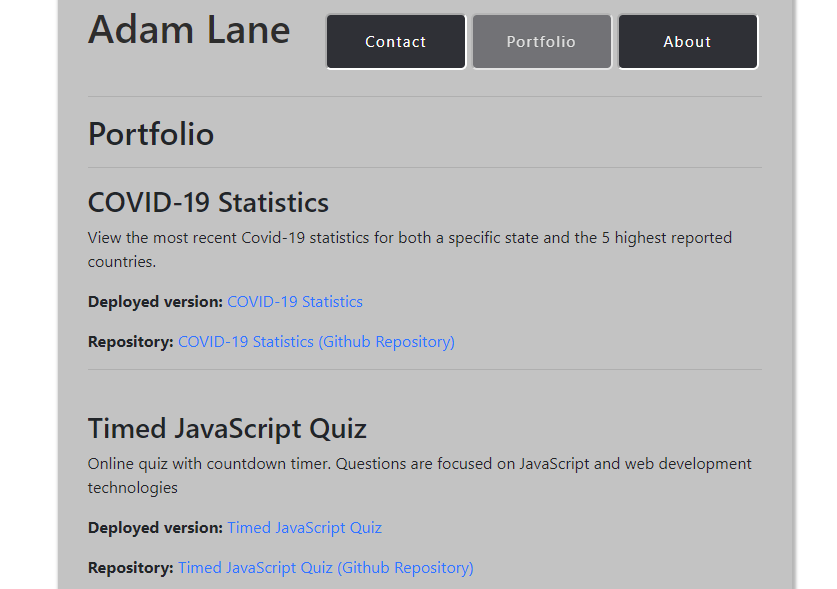 Adam Lane
Contact
Portfolio
About
Portfolio
COVID-19 Statistics
View the most recent Covid-19 statistics for both a specific state and the 5 highest reported
countries.
Deployed version: COVID-19 Statistics
Repository: COVID-19 Statistics (Github Repository)
Timed JavaScript Quiz
Online quiz with countdown timer. Questions are focused on JavaScript and web development
technologies
Deployed version: Timed JavaScript Quiz
Repository: Timed JavaScript Quiz (Github Repository)